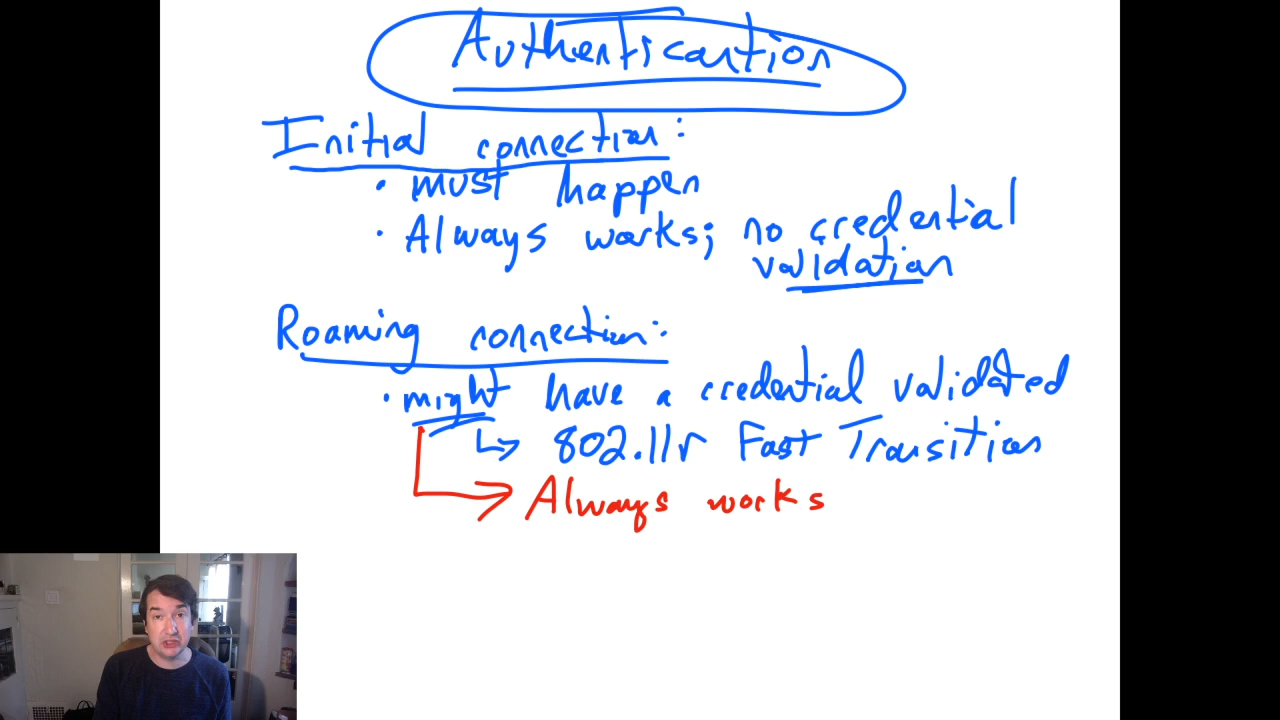 Authenticartion
Initial connection:
• must happen
• Always works; no credential
validation
Roaming connection:
• might have a credential validated
↳ 802.11r Fast Transition
→ Always works